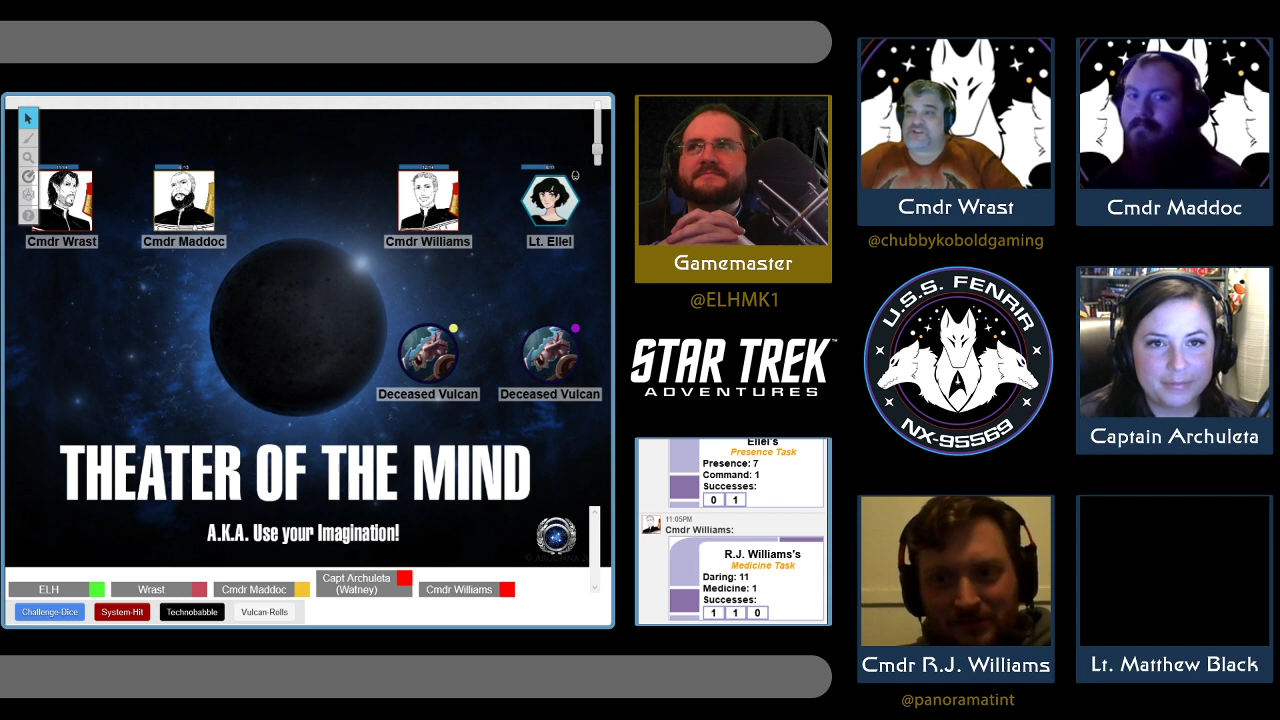 Cmdr Wrast
Cmdr Maddoc
Cmdr Williams
Lt. Ellel
Deceased Vulcan
Deceased Vulcan
THEATER OF THE MIND
A.K.A. Use your Imagination!
ELH
Wrast
Cmdr Maddoc
Capt Archuleta
(Watney)
Cmdr Williams
Challenge-Dice
System-Hit
Technobabble
Vulcan-Rolls
Gamemaster
@ELHMK1
STAR TREK
ADVENTURES
Ellel's
Presence Task
Presence: 7
Command: 1
Successes:
0 1
11:05PM
Cmdr Williams:
R.J. Williams's
Medicine Task
Daring: 11
Medicine: 1
Successes:
1 1 0
Cmdr Wrast
@chubbykoboldgaming
Cmdr Maddoc
U.S.S. FENRIR
NX-95569
Captain Archuleta
Cmdr R.J. Williams
@panoramatint
Lt. Matthew Black